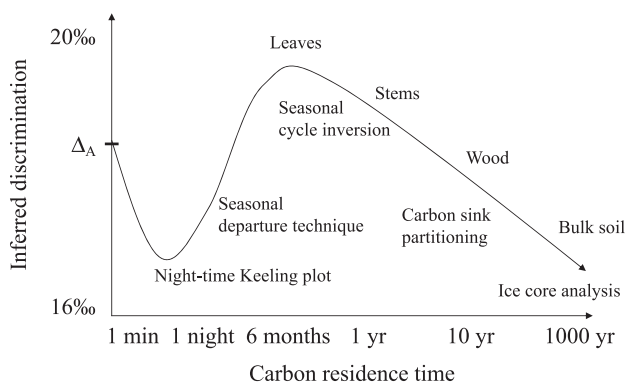 20‰
Leaves
Seasonal
cycle inversion
Stems
ΔA
Wood
Seasonal
departure technique
Carbon sink
partitioning
Bulk soil
Night-time Keeling plot
Ice core analysis
16‰
1 min 1 night 6 months 1 yr 10 yr 1000 yr
Carbon residence time
Inferred discrimination